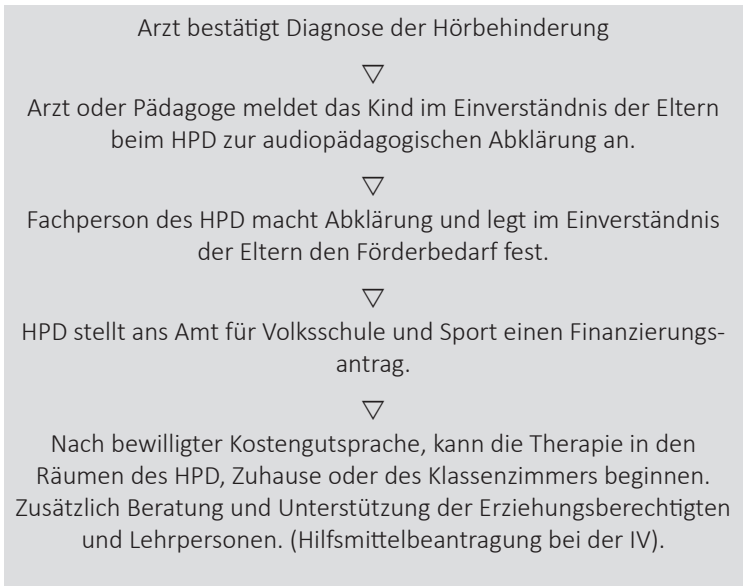 Arzt bestätigt Diagnose der Hörbehinderung
▽
Arzt oder Pädagoge meldet das Kind im Einverständnis der Eltern
beim HPD zur audiopädagogischen Abklärung an.
▽
Fachperson des HPD macht Abklärung und legt im Einverständnis
der Eltern den Förderbedarf fest.
▽
HPD stellt ans Amt für Volksschule und Sport einen Finanzierungs-
antrag.
▽
Nach bewilligter Kostengutsprache, kann die Therapie in den
Räumen des HPD, Zuhause oder des Klassenzimmers beginnen.
Zusätzlich Beratung und Unterstützung der Erziehungsberechtigten
und Lehrpersonen. (Hilfsmittelbeantragung bei der IV).